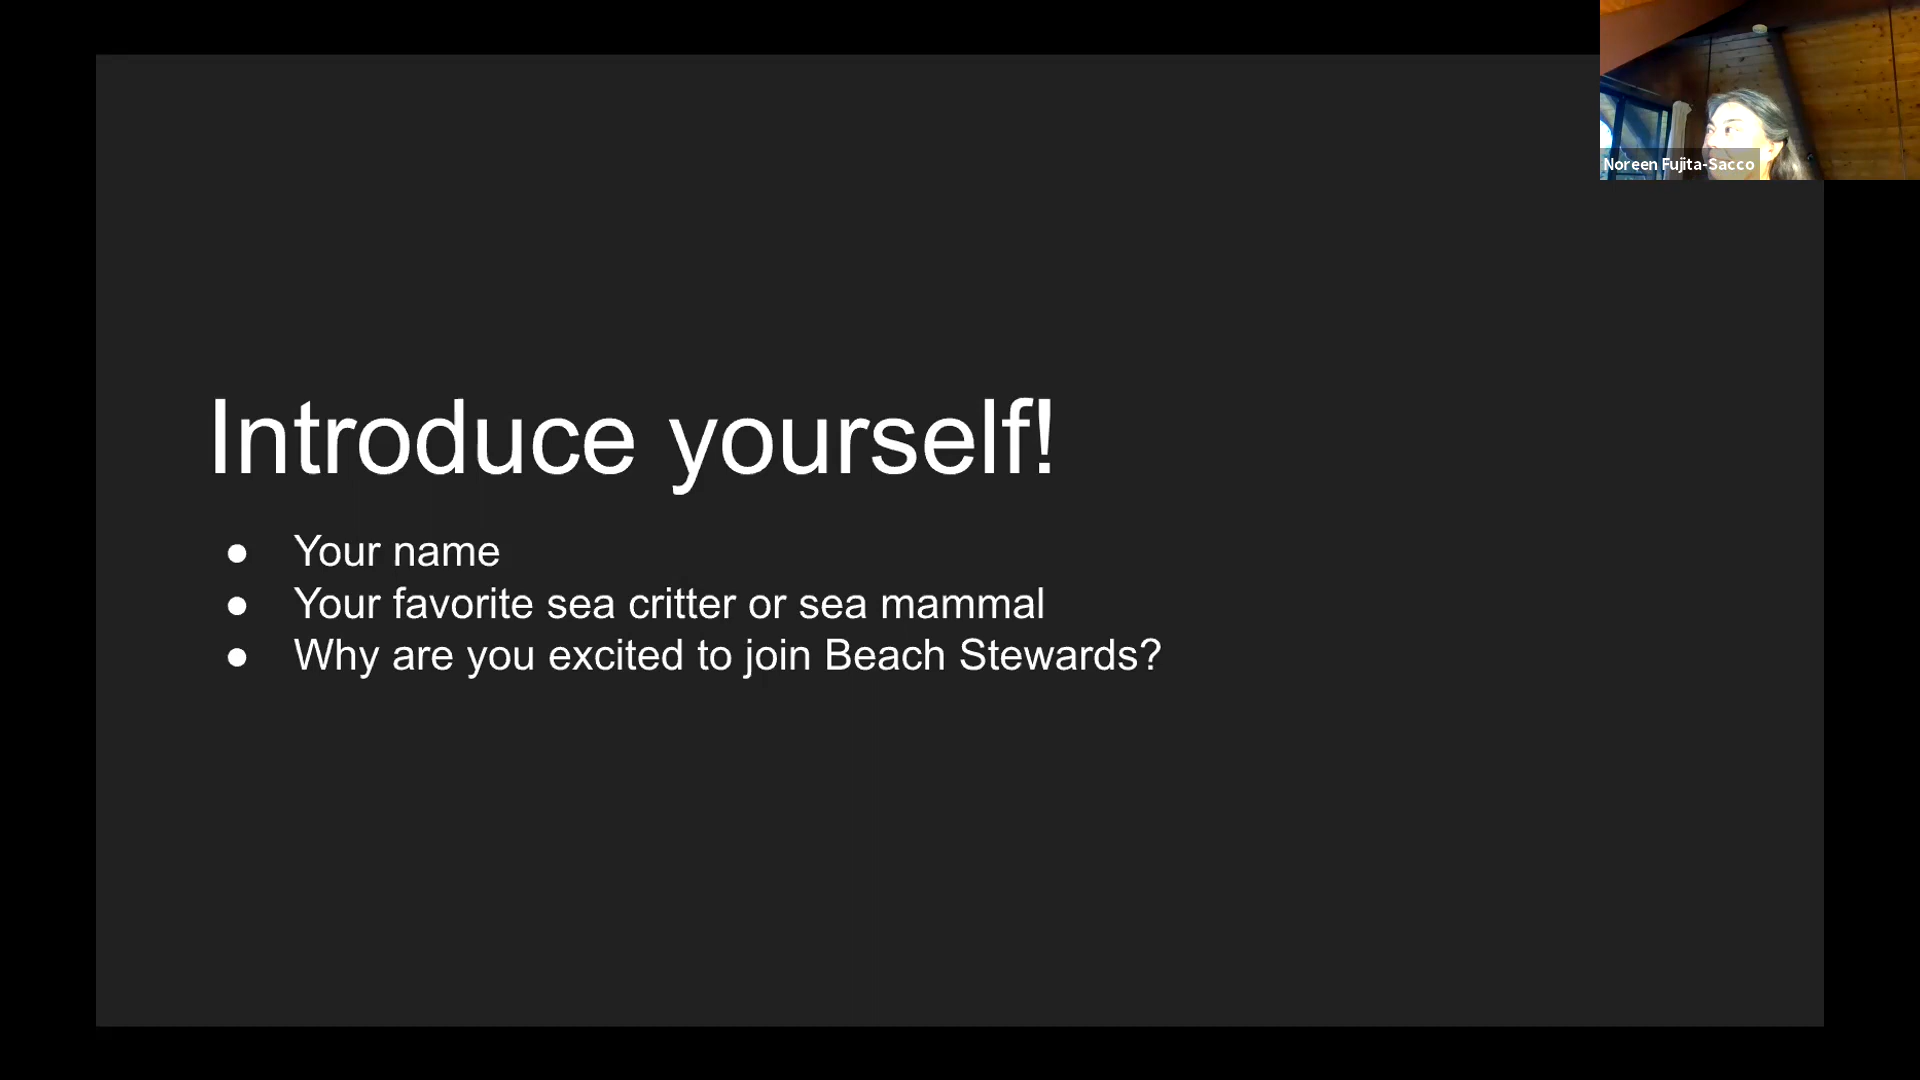 Noreen Fujita-Sacco
Introduce yourself!
● Your name
● Your favorite sea critter or sea mammal
● Why are you excited to join Beach Stewards?